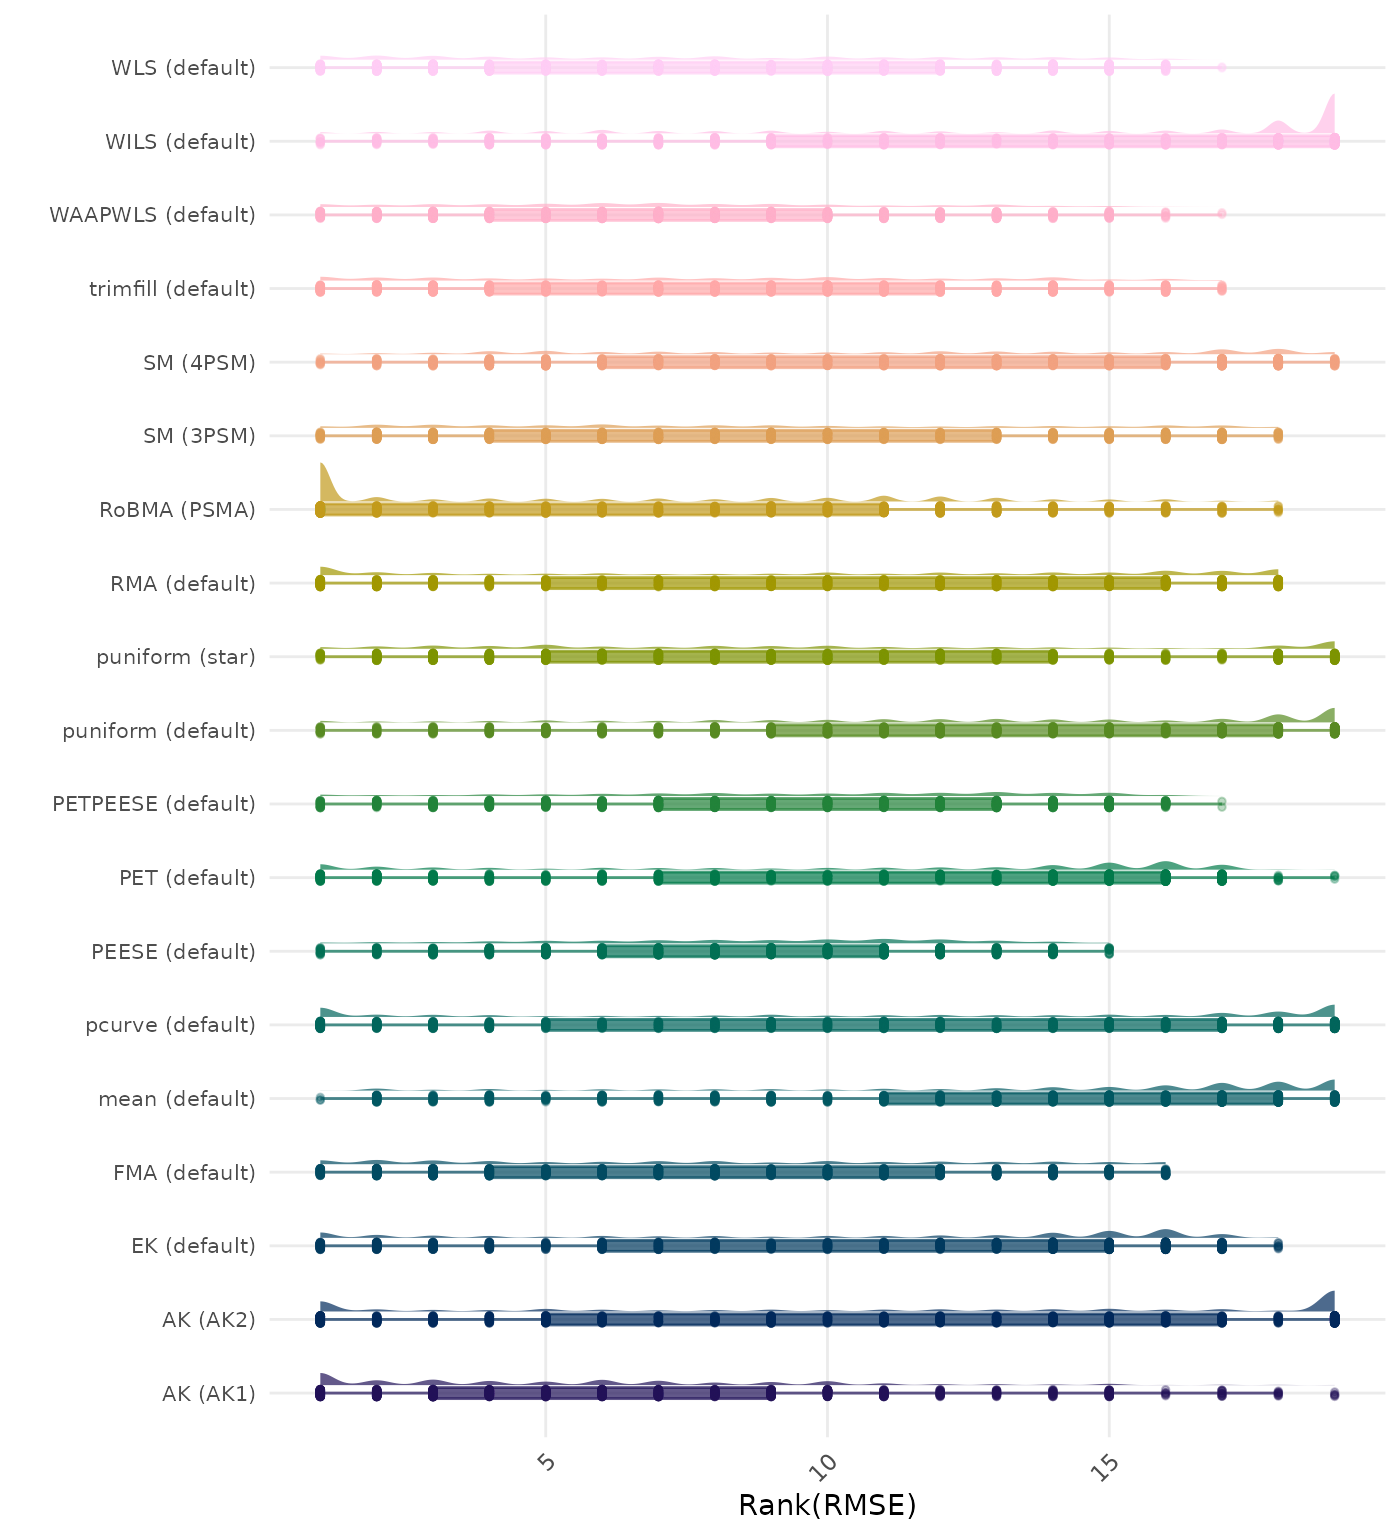 WLS (default)
WILS (default)
WAAPWLS (default)
trimfill (default)
SM (4PSM)
SM (3PSM)
RoBMA (PSMA)
RMA (default)
puniform (star)
puniform (default)
PETPEESE (default)
PET (default)
PEESE (default)
pcurve (default)
mean (default)
FMA (default)
EK (default)
AK (AK2)
AK (AK1)
5
10
15
Rank(RMSE)